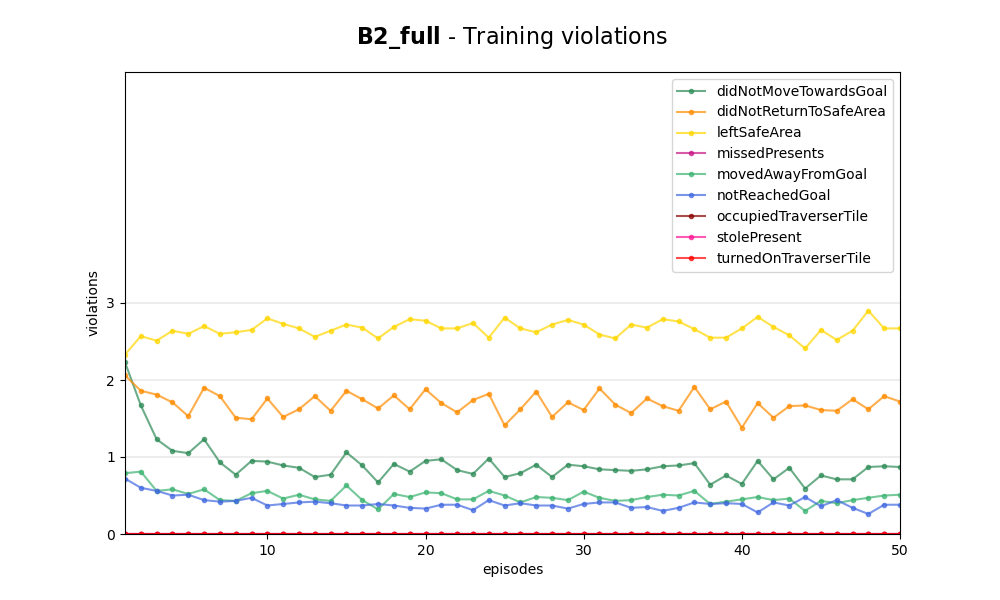 B2_full - Training violations
didNotMoveTowardsGoal
didNotReturnToSafeArea
leftSafeArea
missedPresents
movedAwayFromGoal
notReachedGoal
occupiedTraverserTile
stolePresent
turnedOnTraverserTile
violations
3
2
1
0
10
20
30
40
50
episodes